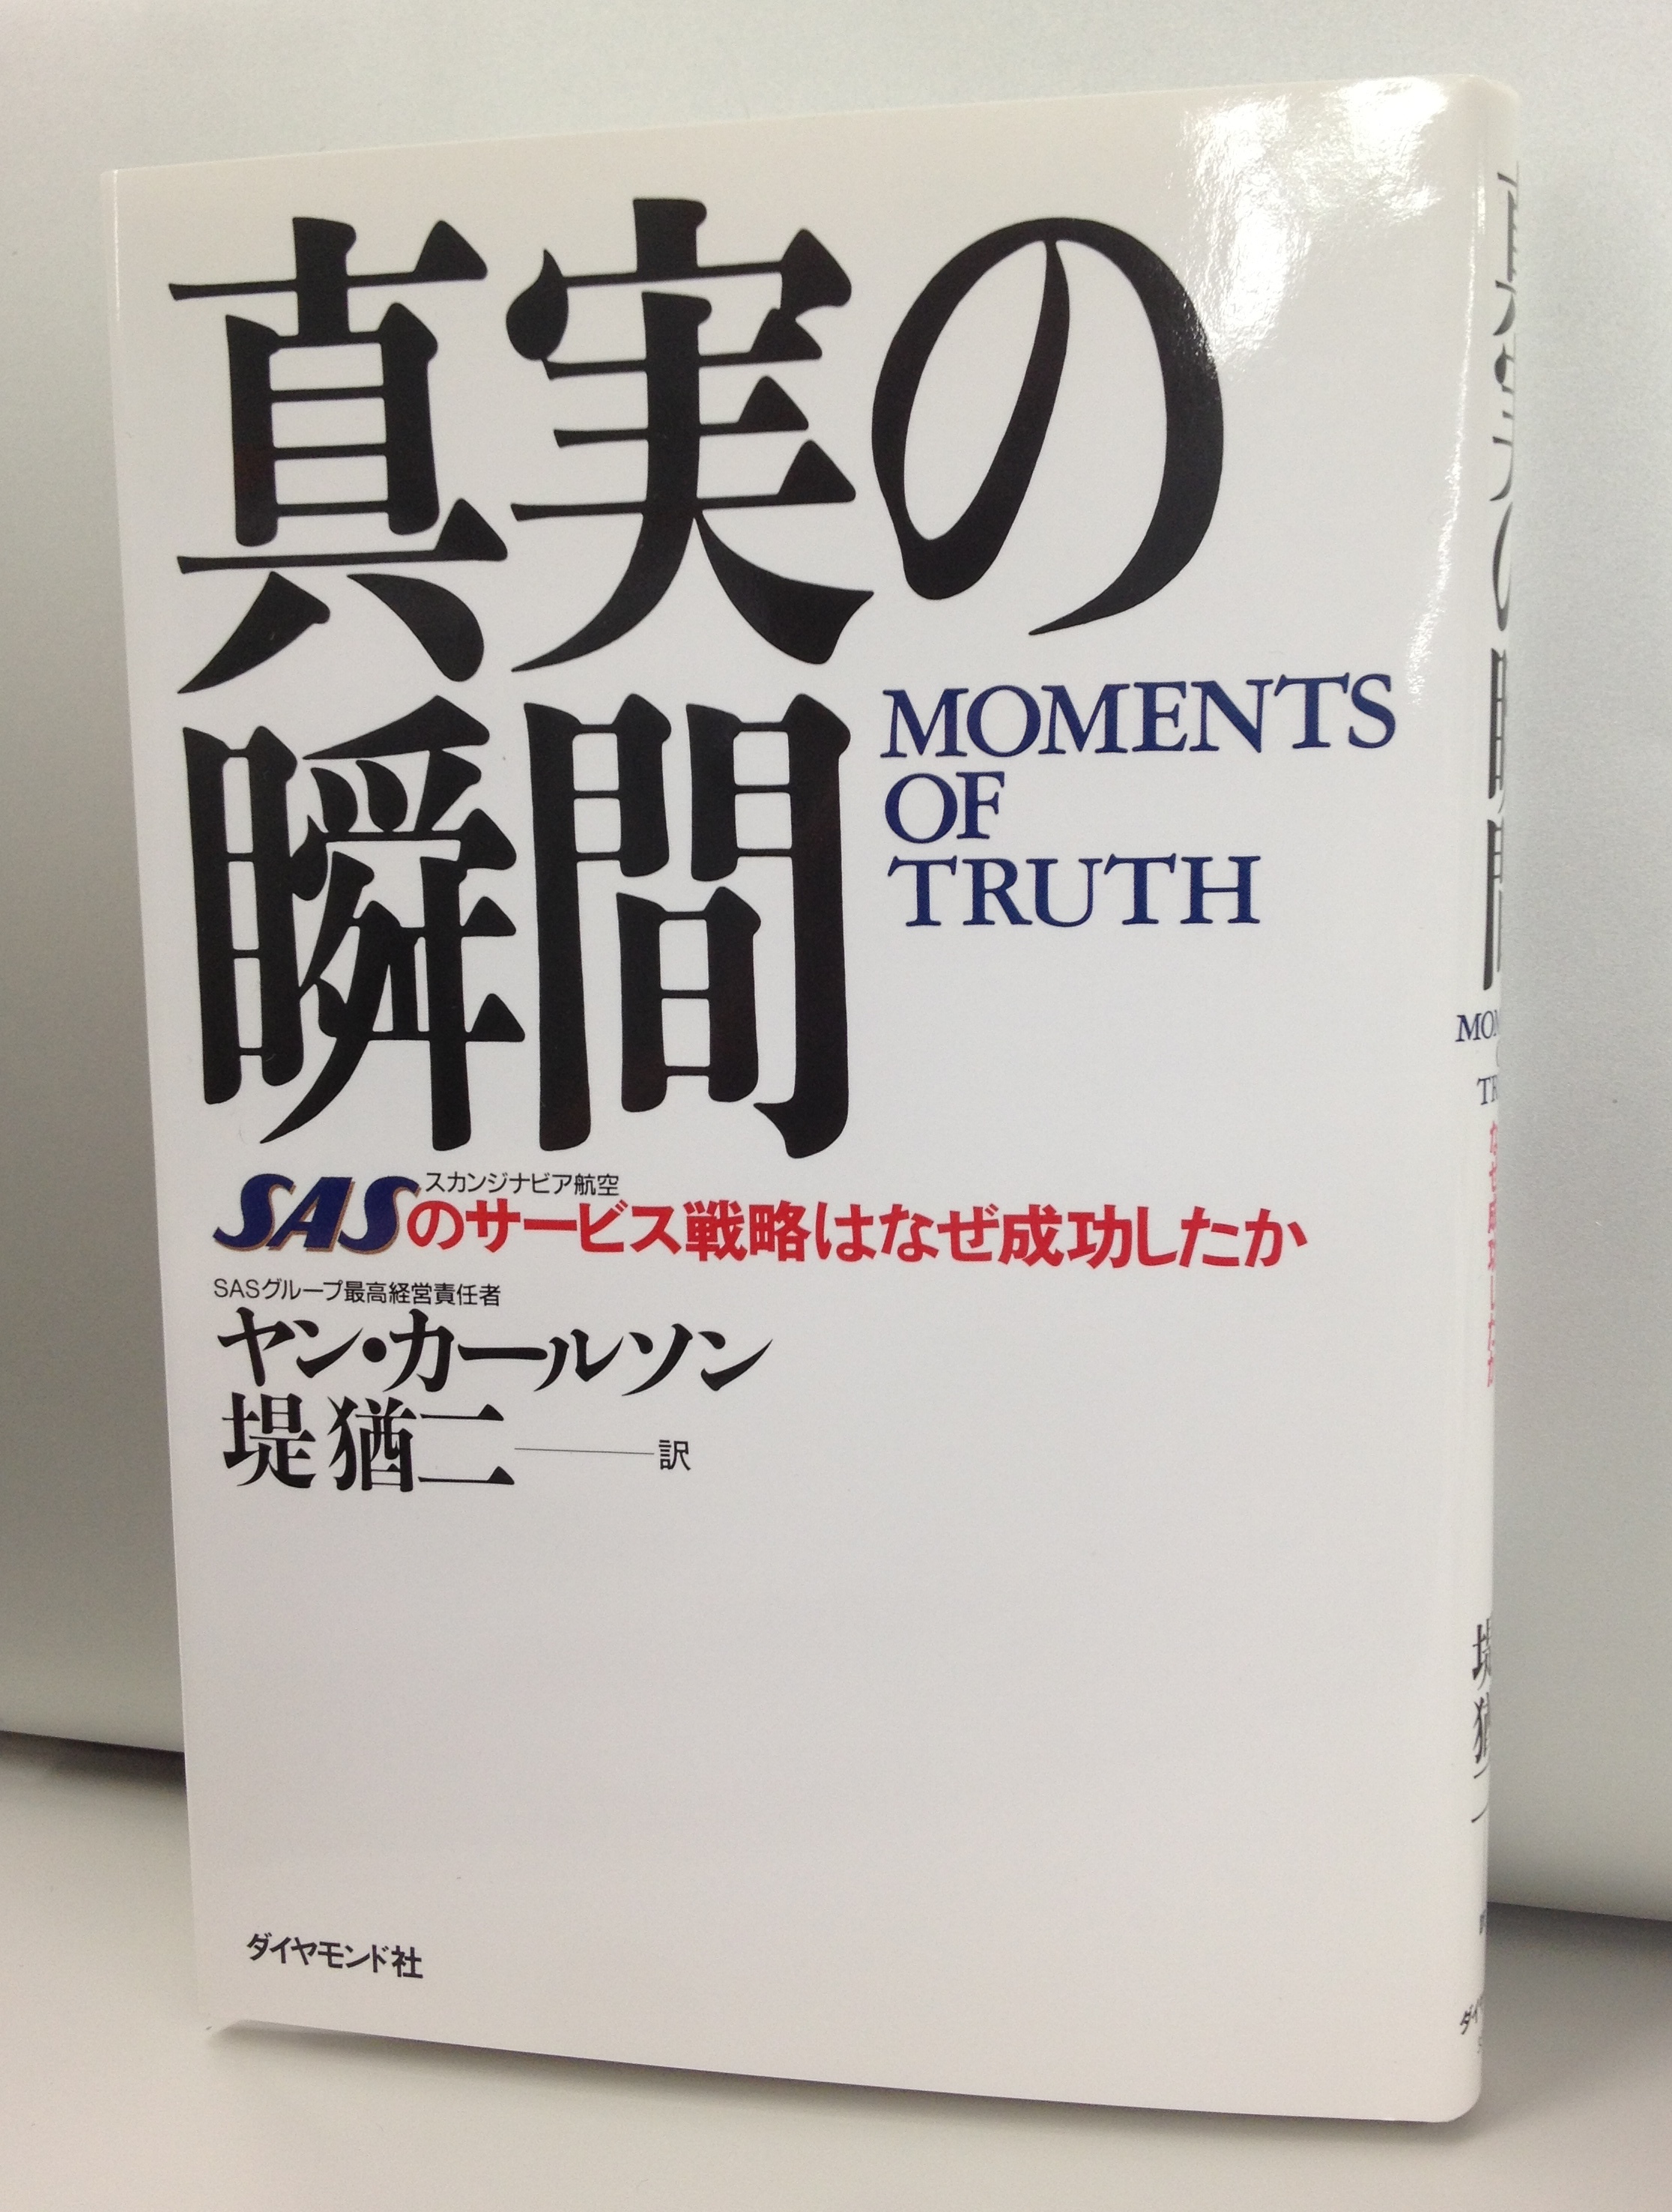 真実の
瞬間
MOMENTS
OF
TRUTH
スカンジナビア航空
SASのサービス戦略はなぜ成功したか
SASグループ最高経営責任者
ヤン・カールソン
堤 猶二——訳
ダイヤモンド社